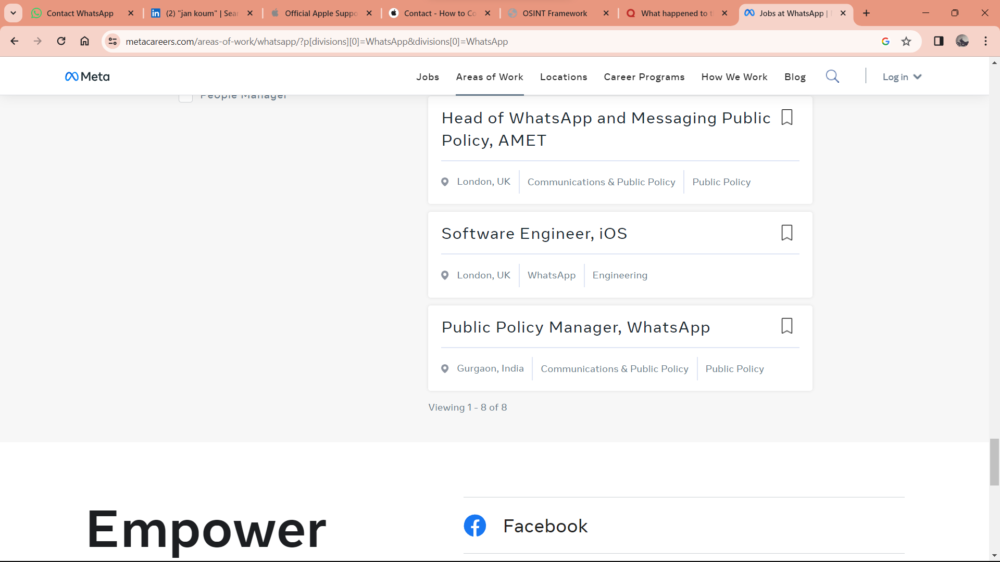 Contact WhatsApp
(2) "jan koum" | Sear
Official Apple Suppo
Contact - How to Co
OSINT Framework
What happened to t
Jobs at WhatsApp |
metacareers.com/areas-of-work/whatsapp/?p[divisions][0]=WhatsApp&divisions[0]=WhatsApp
Meta
Jobs
Areas of Work
Locations
Career Programs
How We Work
Blog
Log in
People Manager
Head of WhatsApp and Messaging Public
Policy, AMET
London, UK
Communications & Public Policy
Public Policy
Software Engineer, iOS
London, UK
WhatsApp
Engineering
Public Policy Manager, WhatsApp
Gurgaon, India
Communications & Public Policy
Public Policy
Viewing 1 - 8 of 8
Empower
Facebook